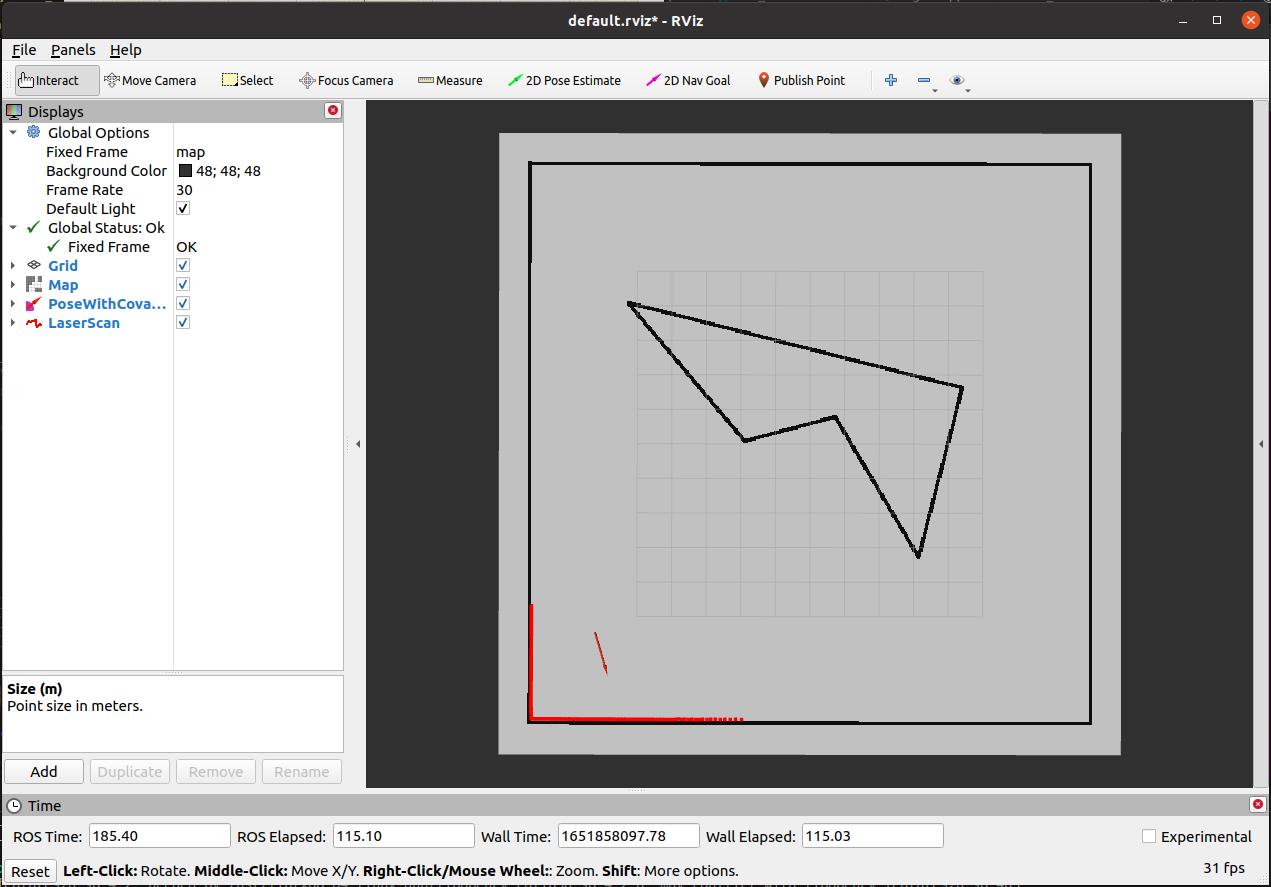 default.rviz* - RViz
File Panels Help
Interact Move Camera Select Focus Camera Measure 2D Pose Estimate 2D Nav Goal Publish Point
Displays
Global Options
Fixed Frame map
Background Color 48; 48; 48
Frame Rate 30
Default Light
Global Status: Ok
Fixed Frame OK
Grid
Map
PoseWithCova...
LaserScan
Size (m)
Point size in meters.
Add Duplicate Remove Rename
Time
ROS Time: 185.40 ROS Elapsed: 115.10 Wall Time: 1651858097.78 Wall Elapsed: 115.03 Experimental
Reset Left-Click: Rotate. Middle-Click: Move X/Y. Right-Click/Mouse Wheel:: Zoom. Shift: More options. 31 fps